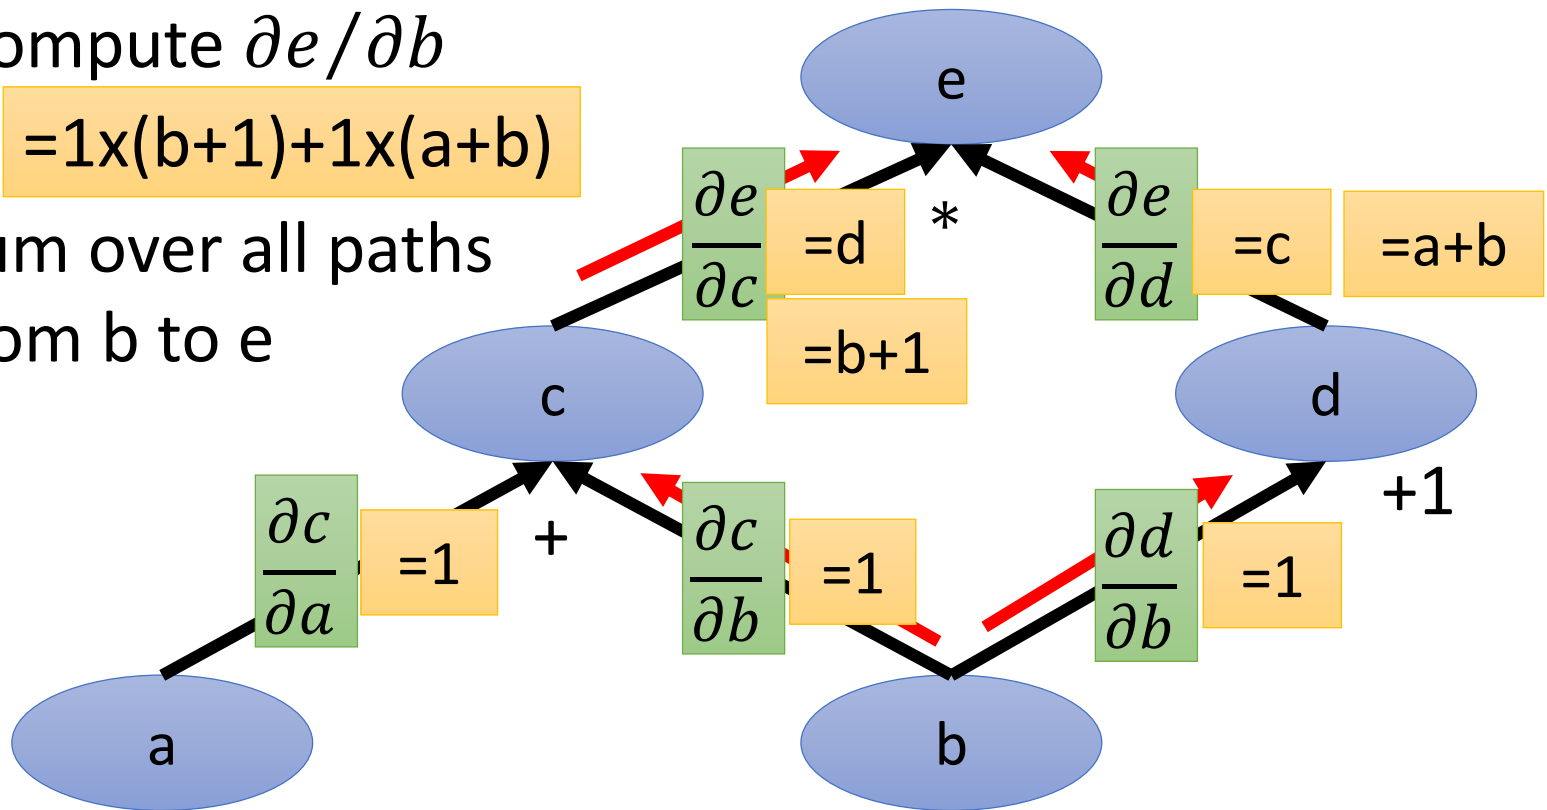 ompute ∂e/∂b
=1x(b+1)+1x(a+b)
um over all paths
om b to e
e
∂e
∂c
=d
=b+1
*
∂e
∂d
=c
=a+b
c
d
∂c
∂a
=1
+
∂c
∂b
=1
∂d
∂b
=1
+1
a
b